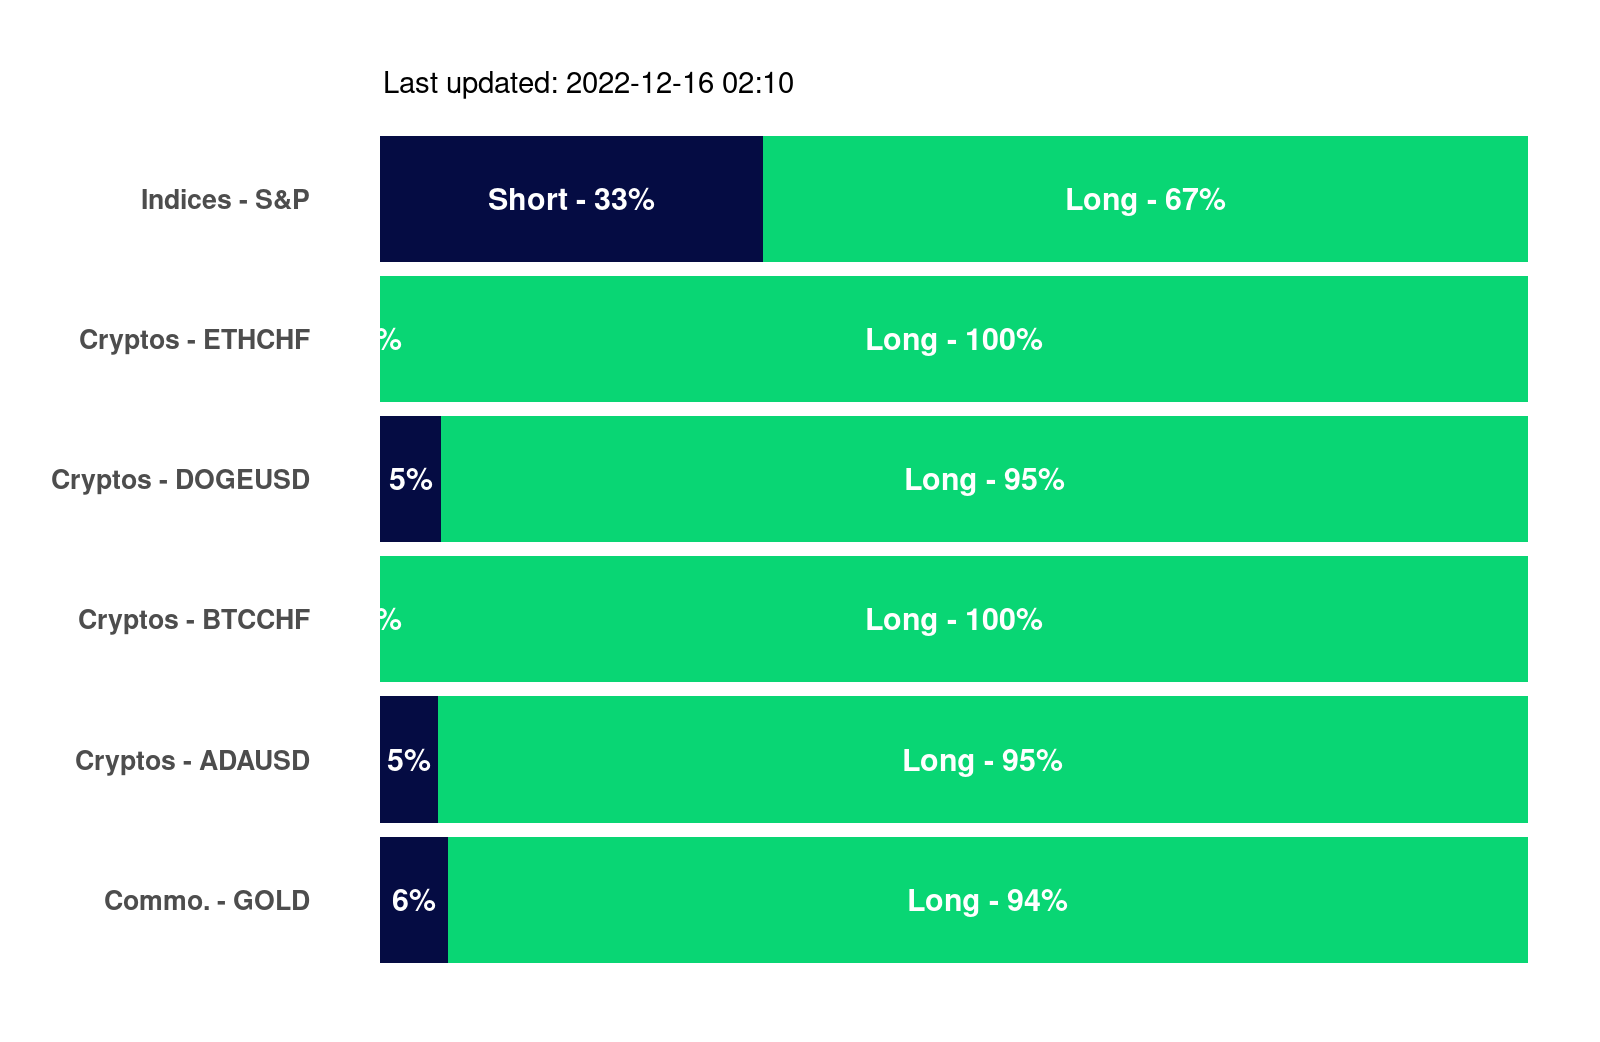 Last updated: 2022-12-16 02:10
Indices - S&P Short - 33% Long - 67%
Cryptos - ETHCHF % Long - 100%
Cryptos - DOGEUSD 5% Long - 95%
Cryptos - BTCCHF % Long - 100%
Cryptos - ADAUSD 5% Long - 95%
Commo. - GOLD 6% Long - 94%